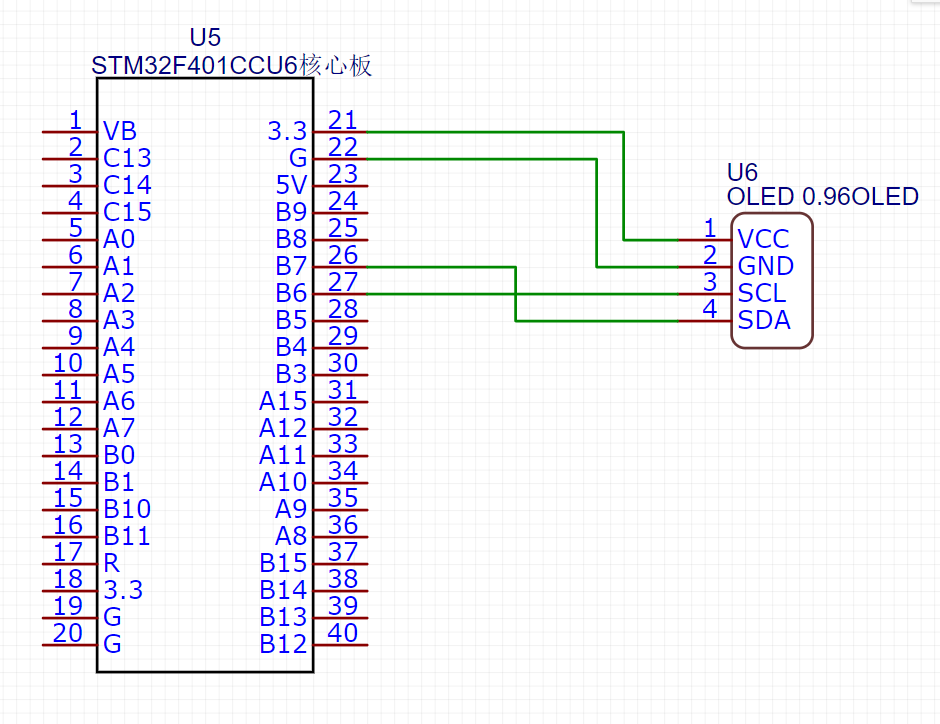 U5
STM32F401CCU6核心板
1 VB 3.3 21
2 C13 G 22
3 C14 5V 23
4 C15 B9 24
5 A0 B8 25
6 A1 B7 26
7 A2 B6 27
8 A3 B5 28
9 A4 B4 29
10 A5 B3 30
11 A6 A15 31
12 A7 A12 32
13 B0 A11 33
14 B1 A10 34
15 B10 A9 35
16 B11 A8 36
17 R B15 37
18 3.3 B14 38
19 G B13 39
20 G B12 40
U6
OLED 0.96OLED
1 VCC
2 GND
3 SCL
4 SDA